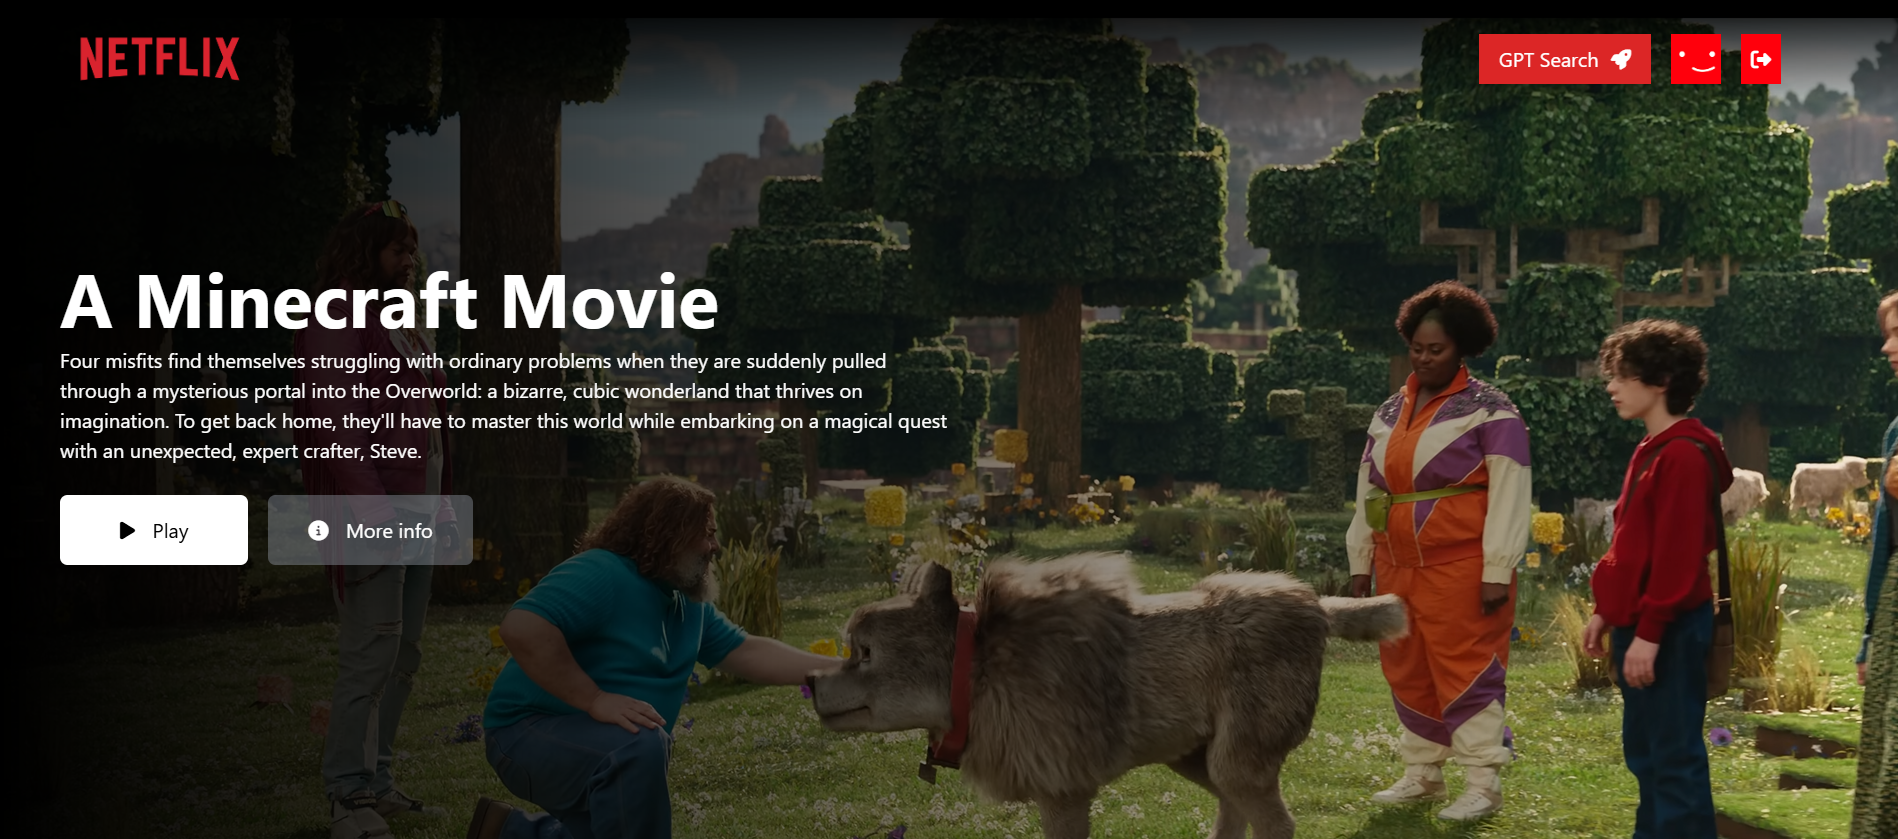 NETFLIX
GPT Search
A Minecraft Movie
Four misfits find themselves struggling with ordinary problems when they are suddenly pulled
through a mysterious portal into the Overworld: a bizarre, cubic wonderland that thrives on
imagination. To get back home, they'll have to master this world while embarking on a magical quest
with an unexpected, expert crafter, Steve.
Play
More info